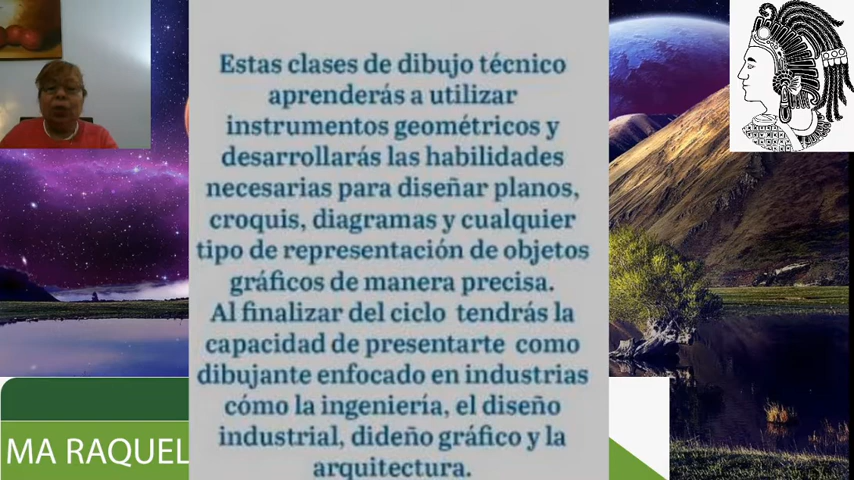 Estas clases de dibujo técnico
aprenderás a utilizar
instrumentos geométricos y
desarrollarás las habilidades
necesarias para diseñar planos,
croquis, diagramas y cualquier
tipo de representación de objetos
gráficos de manera precisa.
Al finalizar del ciclo  tendrás la
capacidad de presentarte  como
dibujante enfocado en industrias
cómo la ingeniería, el diseño
industrial, dideño gráfico y la
arquitectura.
MA RAQUEL